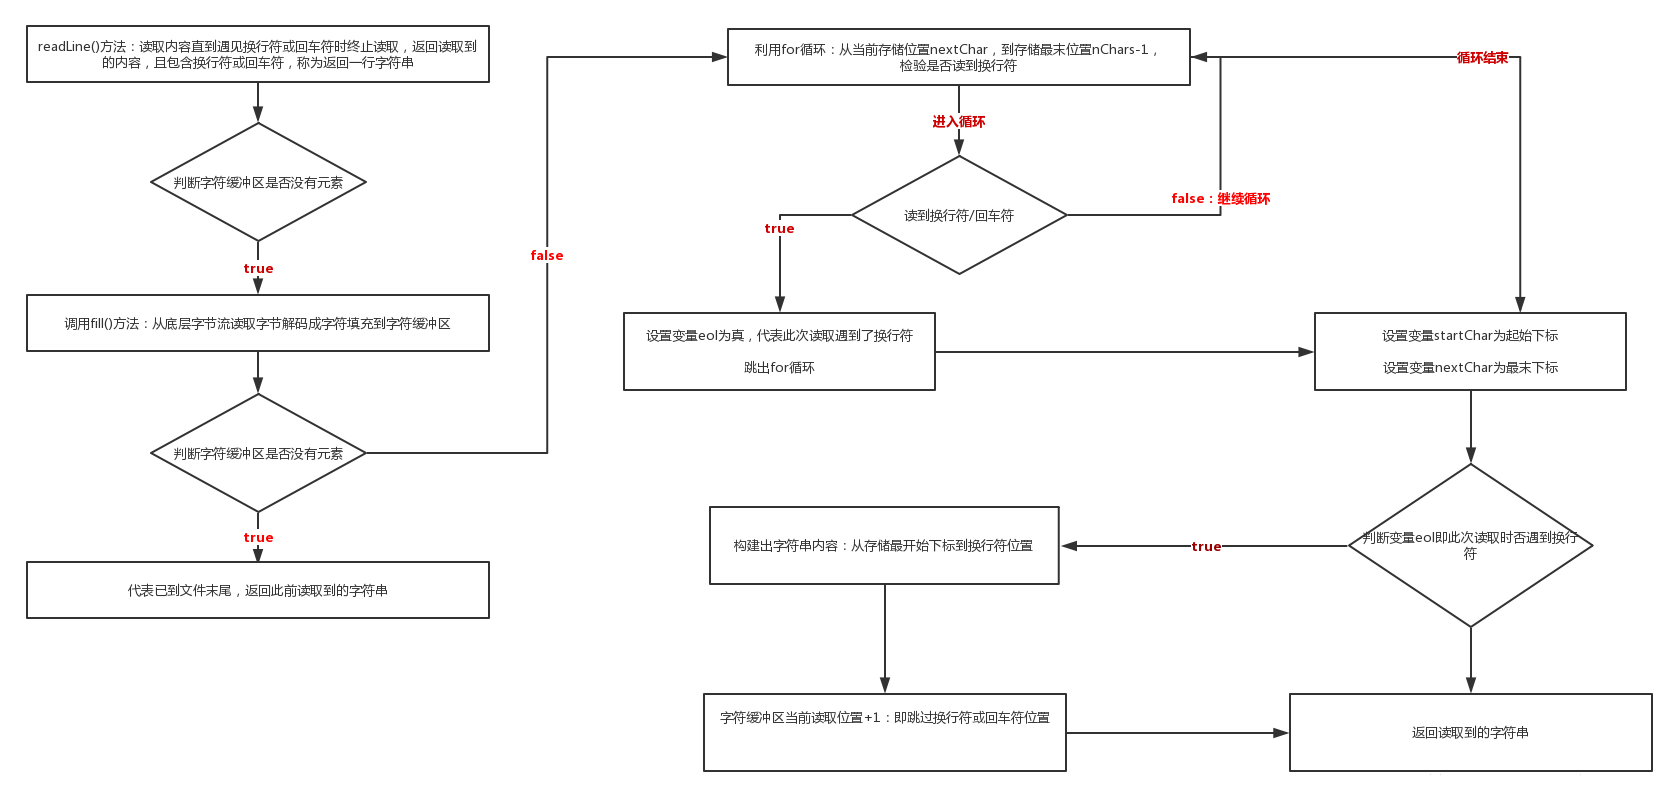 readLine()方法：读取内容直到遇见换行符或回车符时终止读取，返回读取到
的内容，且包含换行符或回车符，称为返回一行字符串
判断字符缓冲区是否没有元素
true
调用fill()方法：从底层字节流读取字节解码成字符填充到字符缓冲区
判断字符缓冲区是否没有元素
true
代表已到文件末尾，返回此前读取到的字符串
false
利用for循环：从当前存储位置nextChar，到存储最末位置nChars-1，
检验是否读到换行符
进入循环
读到换行符/回车符
true
false：继续循环
循环结束
设置变量eol为真，代表此次读取遇到了换行符
跳出for循环
设置变量startChar为起始下标
设置变量nextChar为最末下标
判断变量eol即此次读取时否遇到换行
符
true
构建出字符串内容：从存储最开始下标到换行符位置
字符缓冲区当前读取位置+1：即跳过换行符或回车符位置
返回读取到的字符串